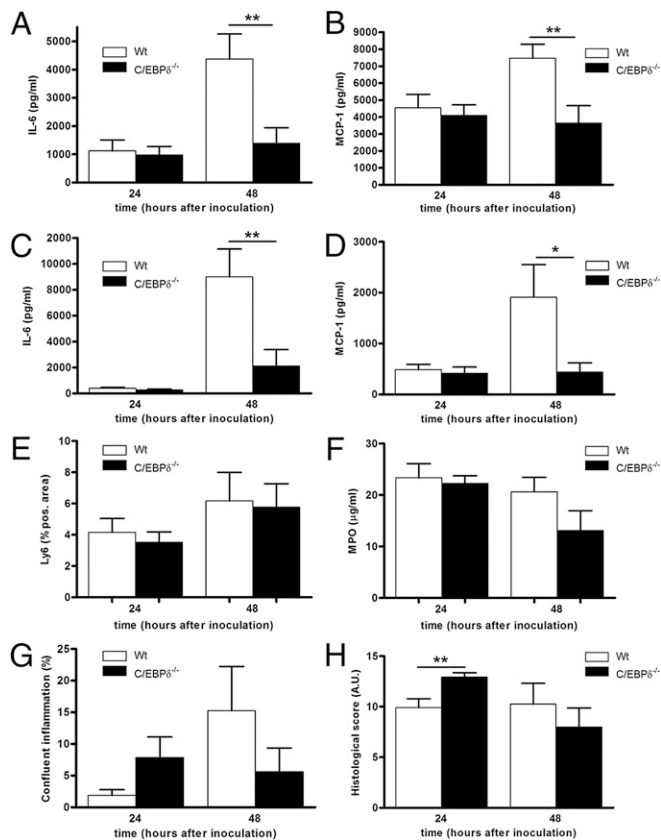 A
IL-6
(pg/ml)
5000
4000
3000
2000
1000
0
Wt
C/EBPδ-/-
**
24
48
time (hours after inoculation)
B
MCP-1
(pg/ml)
9000
8000
7000
6000
5000
4000
3000
2000
1000
0
Wt
C/EBPδ-/-
**
24
48
time (hours after inoculation)
C
IL-6
(pg/ml)
12000
10000
8000
6000
4000
2000
0
Wt
C/EBPδ-/-
**
24
48
time (hours after inoculation)
D
MCP-1
(pg/ml)
3000
2000
1000
0
Wt
C/EBPδ-/-
*
24
48
time (hours after inoculation)
E
Ly6 (% pos. area)
10
8
6
4
2
0
Wt
C/EBPδ-/-
24
48
time (hours after inoculation)
F
MPO (µg/ml)
30
20
10
0
Wt
C/EBPδ-/-
24
48
time (hours after inoculation)
G
Confluent inflammation (%)
25
20
15
10
5
0
Wt
C/EBPδ-/-
24
48
time (hours after inoculation)
H
Histological score (A.U.)
15
10
5
0
Wt
C/EBPδ-/-
**
24
48
time (hours after inoculation)